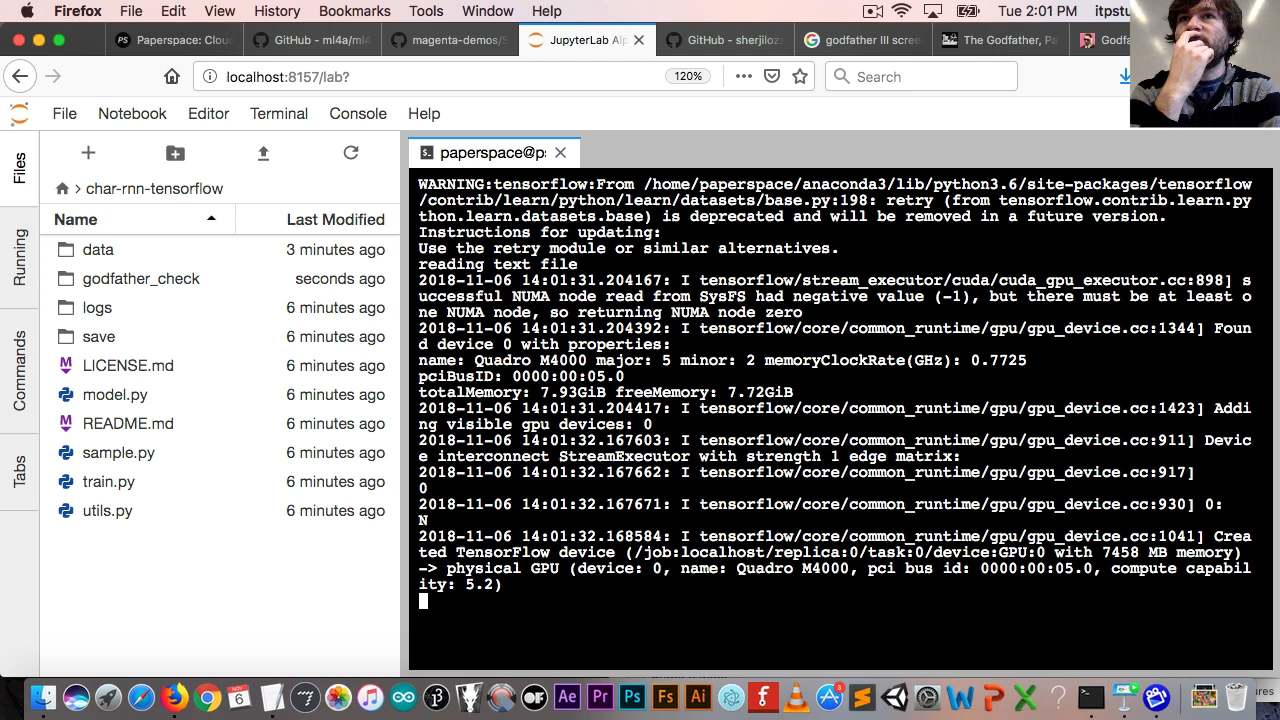 Firefox File Edit View History Bookmarks Tools Window Help Tue 2:01 PM itpstu
Paperspace: Clou GitHub - ml4a/ml4 magenta-demos/ JupyterLab Alp GitHub - sherjiloza godfather III scree The Godfather, Pa Godfa
localhost:8157/lab? 120% Search
File Notebook Editor Terminal Console Help
Files
Running
Commands
Tabs
char-rnn-tensorflow
Name Last Modified
data 3 minutes ago
godfather_check seconds ago
logs 6 minutes ago
save 6 minutes ago
LICENSE.md 6 minutes ago
model.py 6 minutes ago
README.md 6 minutes ago
sample.py 6 minutes ago
train.py 6 minutes ago
utils.py 6 minutes ago
paperspace@ps
WARNING:tensorflow:From /home/paperspace/anaconda3/lib/python3.6/site-packages/tensorflow
/contrib/learn/python/learn/datasets/base.py:198: retry (from tensorflow.contrib.learn.py
thon.learn.datasets.base) is deprecated and will be removed in a future version.
Instructions for updating:
Use the retry module or similar alternatives.
reading text file
2018-11-06 14:01:31.204167: I tensorflow/stream_executor/cuda/cuda_gpu_executor.cc:898] s
uccessful NUMA node read from SysFS had negative value (-1), but there must be at least o
ne NUMA node, so returning NUMA node zero
2018-11-06 14:01:31.204392: I tensorflow/core/common_runtime/gpu/gpu_device.cc:1344] Foun
d device 0 with properties:
name: Quadro M4000 major: 5 minor: 2 memoryClockRate(GHz): 0.7725
pciBusID: 0000:00:05.0
totalMemory: 7.93GiB freeMemory: 7.72GiB
2018-11-06 14:01:31.204417: I tensorflow/core/common_runtime/gpu/gpu_device.cc:1423] Addi
ng visible gpu devices: 0
2018-11-06 14:01:32.167603: I tensorflow/core/common_runtime/gpu/gpu_device.cc:911] Devic
e interconnect StreamExecutor with strength 1 edge matrix:
2018-11-06 14:01:32.167662: I tensorflow/core/common_runtime/gpu/gpu_device.cc:917]
0
2018-11-06 14:01:32.167671: I tensorflow/core/common_runtime/gpu/gpu_device.cc:930] 0:
N
2018-11-06 14:01:32.168584: I tensorflow/core/common_runtime/gpu/gpu_device.cc:1041] Crea
ted TensorFlow device (/job:localhost/replica:0/task:0/device:GPU:0 with 7458 MB memory)
-> physical GPU (device: 0, name: Quadro M4000, pci bus id: 0000:00:05.0, compute capabil
ity: 5.2)
NOV 6 OF Ae Pr Ps Fs Ai